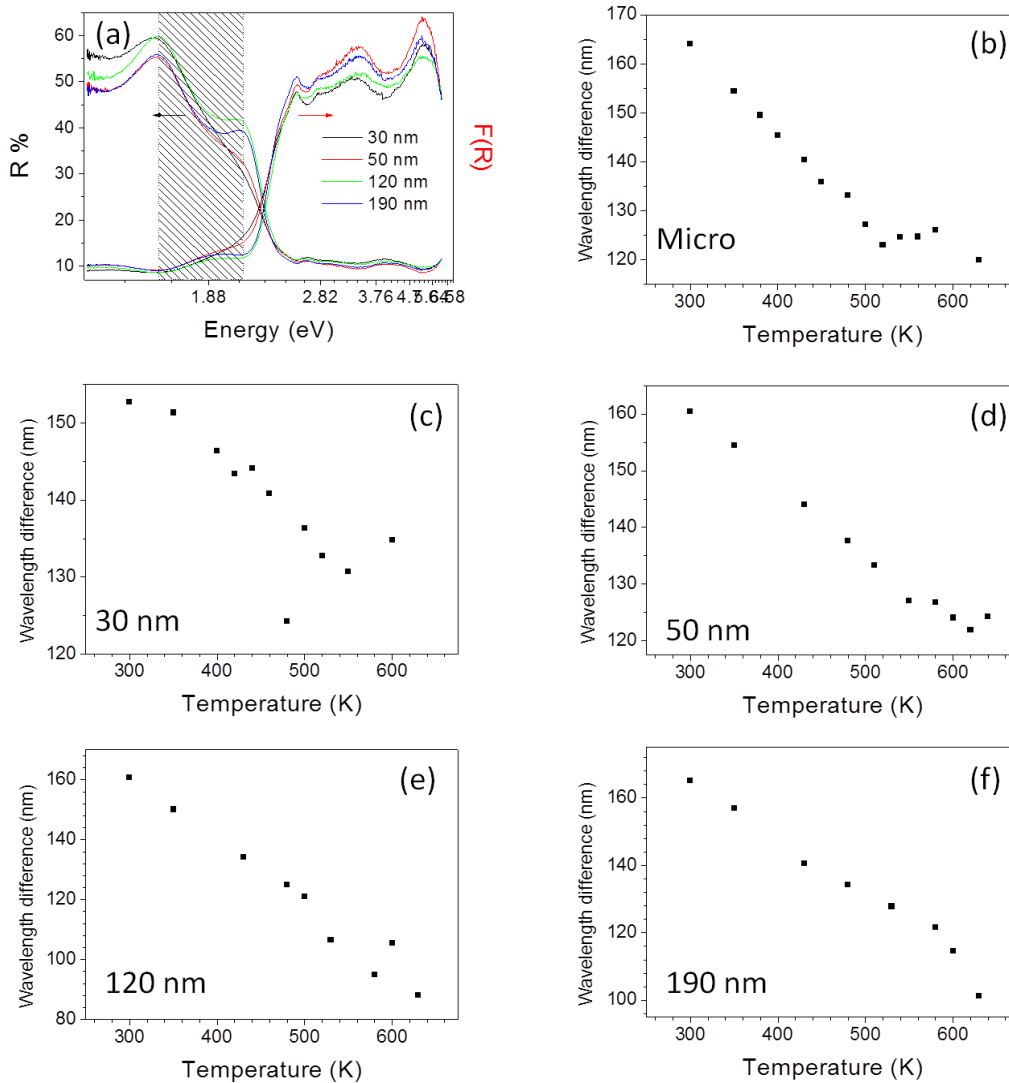 (a)
R %
60
50
40
30
20
10
30 nm
50 nm
120 nm
190 nm
F(R)
1.88 2.82 3.76
Energy (eV)
(b)
Wavelength difference (nm)
170
160
150
140
130
120
Micro
300 400 500 600
Temperature (K)
(c)
Wavelength difference (nm)
150
140
130
120
30 nm
300 400 500 600
Temperature (K)
(d)
Wavelength difference (nm)
160
150
140
130
120
50 nm
300 400 500 600
Temperature (K)
(e)
Wavelength difference (nm)
160
140
120
100
80
120 nm
300 400 500 600
Temperature (K)
(f)
Wavelength difference (nm)
160
140
120
100
190 nm
300 400 500 600
Temperature (K)